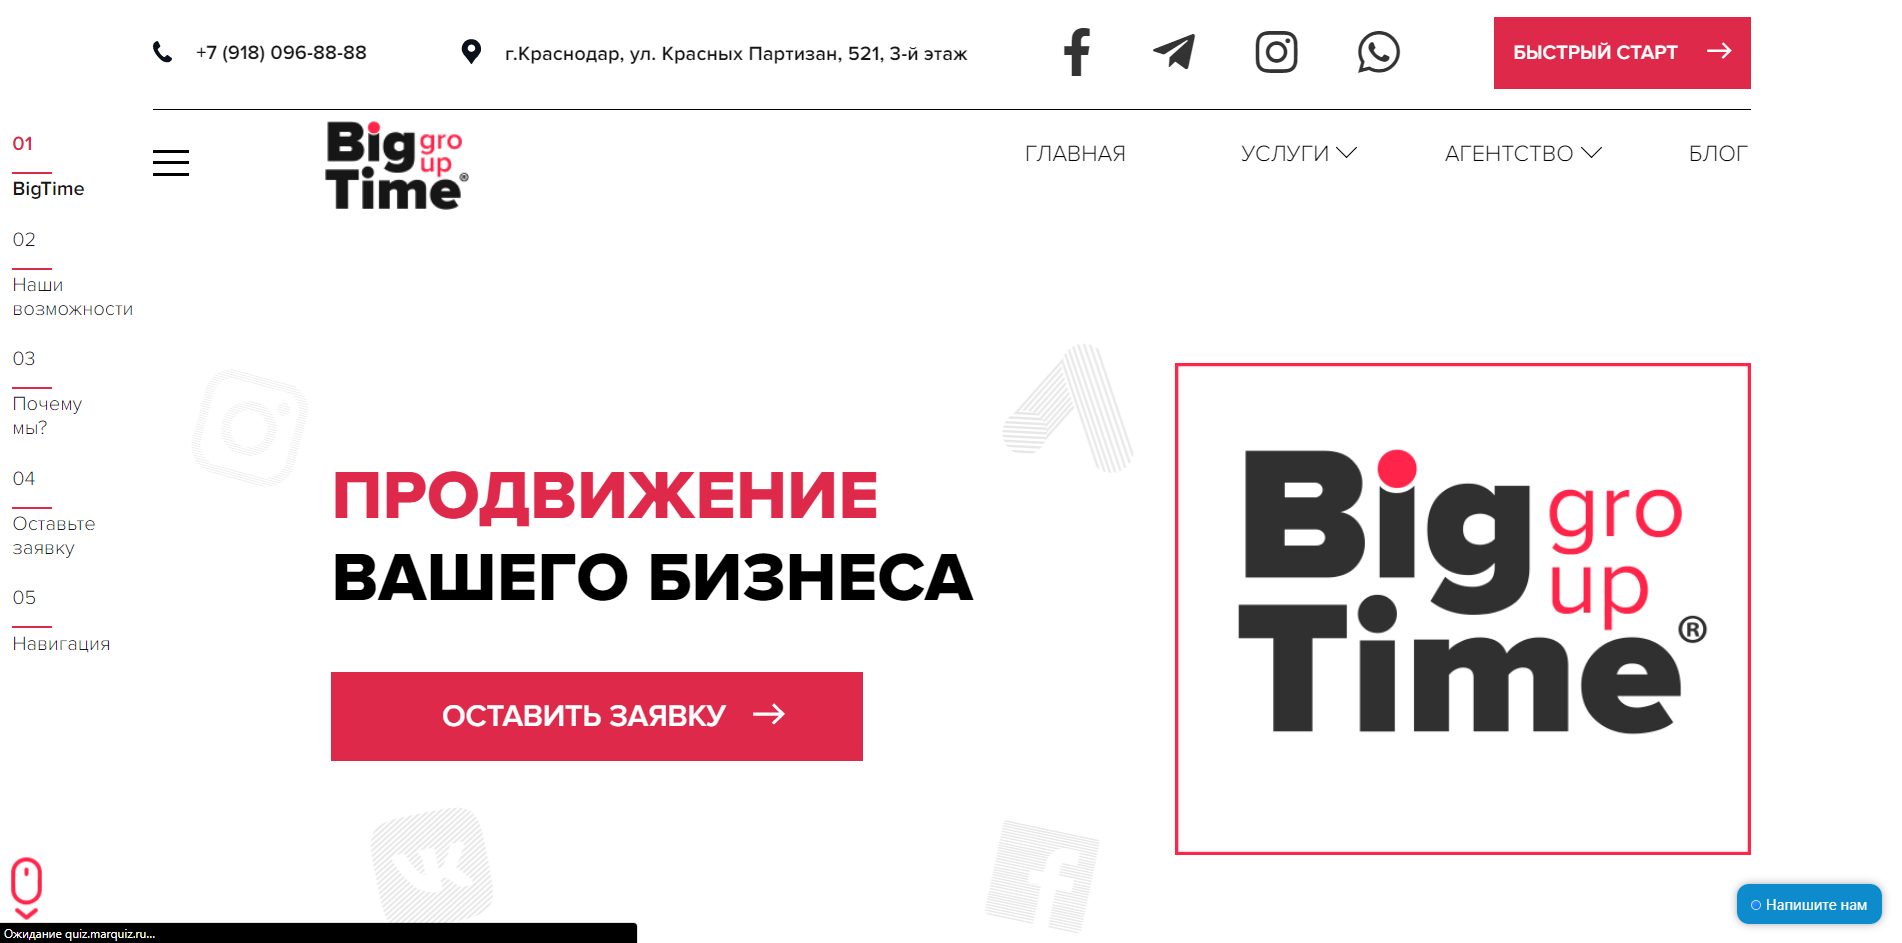 +7 (918) 096-88-88
г.Краснодар, ул. Красных Партизан, 521, 3-й этаж
БЫСТРЫЙ СТАРТ
Big gro
up
Time®
ГЛАВНАЯ
УСЛУГИ
АГЕНТСТВО
БЛОГ
01
BigTime
02
Наши
возможности
03
Почему
мы?
04
Оставьте
заявку
05
Навигация
ПРОДВИЖЕНИЕ
ВАШЕГО БИЗНЕСА
ОСТАВИТЬ ЗАЯВКУ
Big gro
up
Time®
Напишите нам
Ожидание quiz.marquiz.ru...